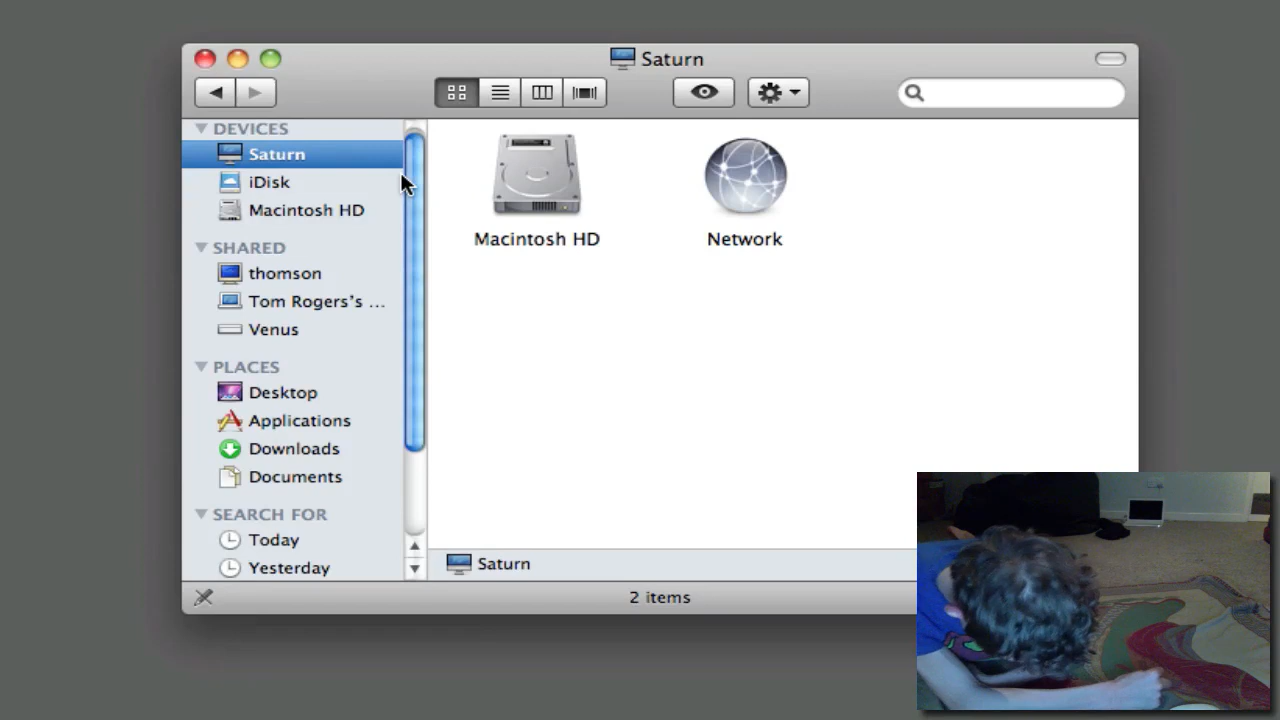 Saturn
DEVICES
Saturn
iDisk
Macintosh HD
SHARED
thomson
Tom Rogers's ...
Venus
PLACES
Desktop
Applications
Downloads
Documents
SEARCH FOR
Today
Yesterday
Macintosh HD
Network
Saturn
2 items